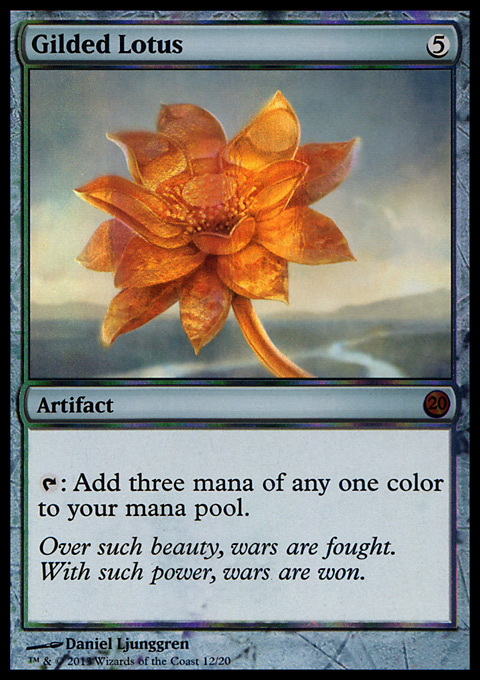 Gilded Lotus 5
Artifact 20
: Add three mana of any one color
to your mana pool.
Over such beauty, wars are fought.
With such power, wars are won.
Daniel Ljunggren
™ & © 2013 Wizards of the Coast 12/20